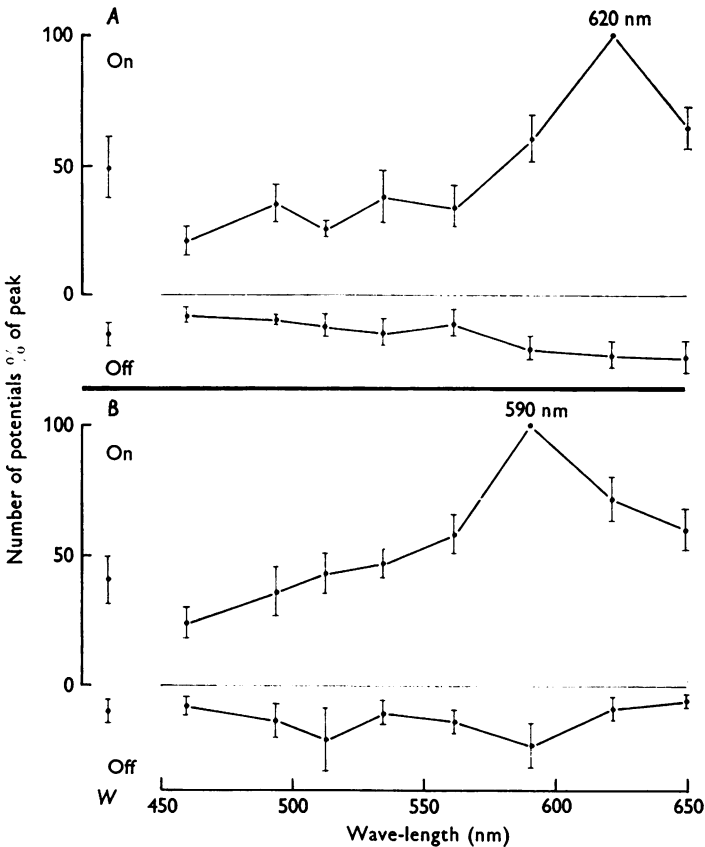 A
620 nm
100
On
50
0
Off
B
590 nm
100
On
50
0
Off
W
450
500
550
600
650
Wave-length (nm)
Number of potentials % of peak